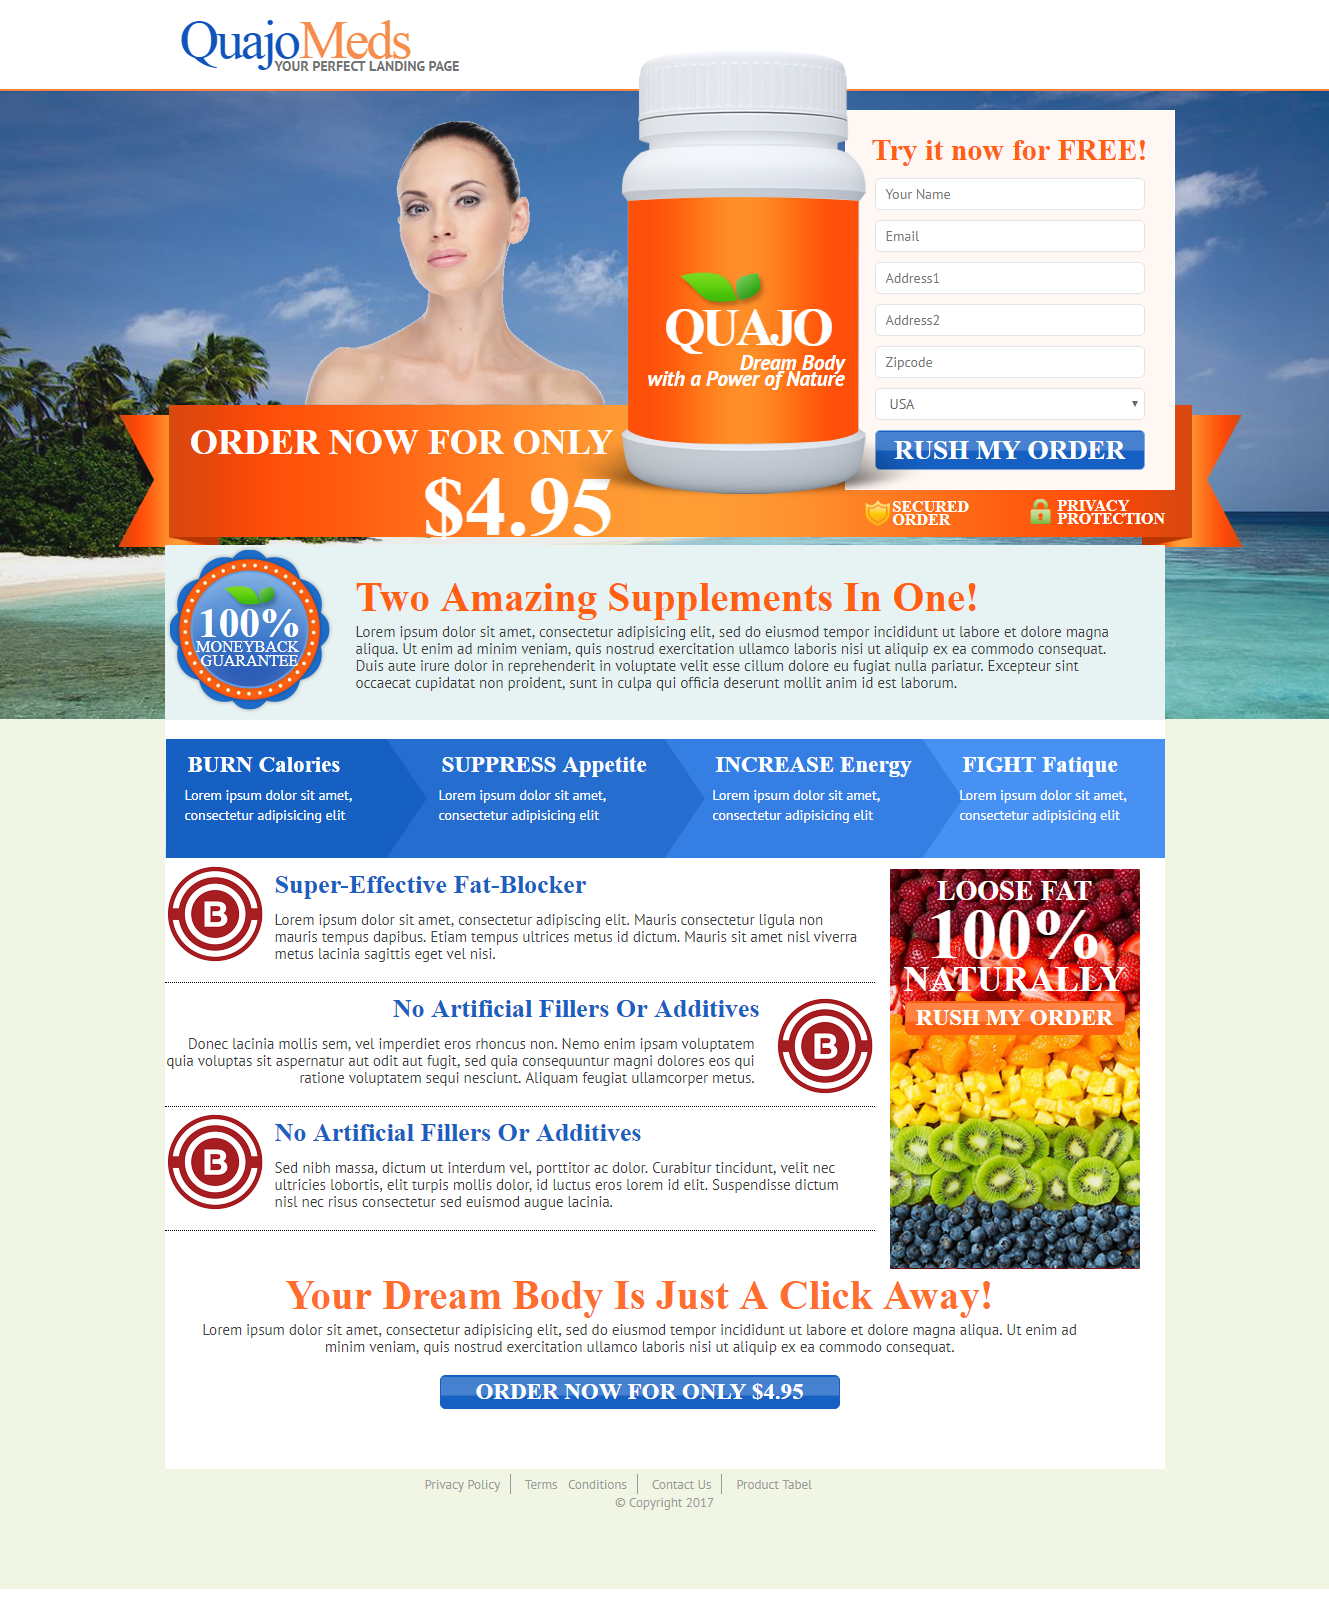 QuajoMeds
YOUR PERFECT LANDING PAGE
Try it now for FREE!
Your Name
Email
Address1
Address2
Zipcode
USA
RUSH MY ORDER
QUAJO
Dream Body
with a Power of Nature
ORDER NOW FOR ONLY
$4.95
SECURED
ORDER
PRIVACY
PROTECTION
100%
MONEYBACK
GUARANTEE
Two Amazing Supplements In One!
Lorem ipsum dolor sit amet, consectetur adipisicing elit, sed do eiusmod tempor incididunt ut labore et dolore magna
aliqua. Ut enim ad minim veniam, quis nostrud exercitation ullamco laboris nisi ut aliquip ex ea commodo consequat.
Duis aute irure dolor in reprehenderit in voluptate velit esse cillum dolore eu fugiat nulla pariatur. Excepteur sint
occaecat cupidatat non proident, sunt in culpa qui officia deserunt mollit anim id est laborum.
BURN Calories
Lorem ipsum dolor sit amet,
consectetur adipisicing elit
SUPPRESS Appetite
Lorem ipsum dolor sit amet,
consectetur adipisicing elit
INCREASE Energy
Lorem ipsum dolor sit amet,
consectetur adipisicing elit
FIGHT Fatique
Lorem ipsum dolor sit amet,
consectetur adipisicing elit
B
Super-Effective Fat-Blocker
Lorem ipsum dolor sit amet, consectetur adipiscing elit. Mauris consectetur ligula non
mauris tempus dapibus. Etiam tempus ultrices metus id dictum. Mauris sit amet nisl viverra
metus lacinia sagittis eget vel nisi.
No Artificial Fillers Or Additives
Donec lacinia mollis sem, vel imperdiet eros rhoncus non. Nemo enim ipsam voluptatem
quia voluptas sit aspernatur aut odit aut fugit, sed quia consequuntur magni dolores eos qui
ratione voluptatem sequi nesciunt. Aliquam feugiat ullamcorper metus.
B
B
No Artificial Fillers Or Additives
Sed nibh massa, dictum ut interdum vel, porttitor ac dolor. Curabitur tincidunt, velit nec
ultricies lobortis, elit turpis mollis dolor, id luctus eros lorem id elit. Suspendisse dictum
nisl nec risus consectetur sed euismod augue lacinia.
LOOSE FAT
100%
NATURALLY
RUSH MY ORDER
Your Dream Body Is Just A Click Away!
Lorem ipsum dolor sit amet, consectetur adipisicing elit, sed do eiusmod tempor incididunt ut labore et dolore magna aliqua. Ut enim ad
minim veniam, quis nostrud exercitation ullamco laboris nisi ut aliquip ex ea commodo consequat.
ORDER NOW FOR ONLY $4.95
Privacy Policy Terms Conditions Contact Us Product Tabel
© Copyright 2017